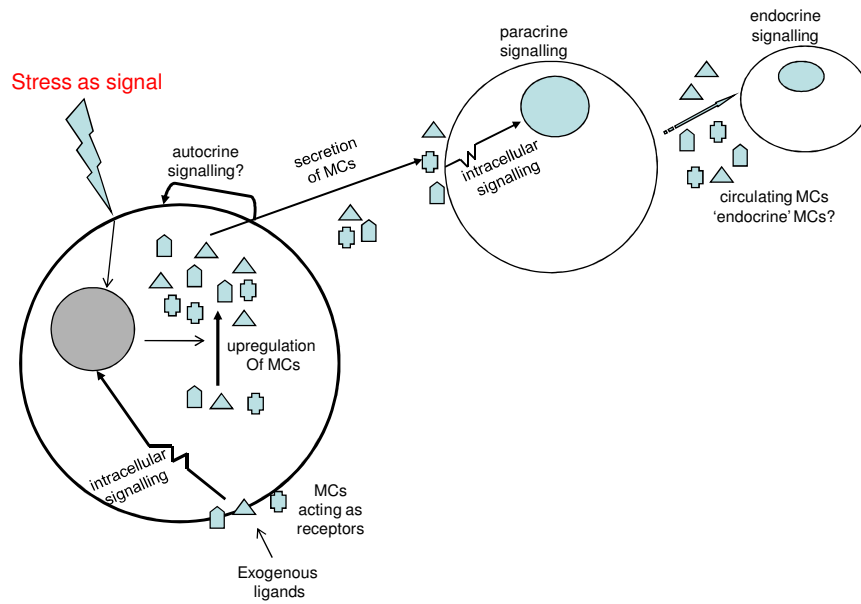 Stress as signal
autocrine
signalling?
secretion
of MCs
paracrine
signalling
intracellular
signalling
endocrine
signalling
circulating MCs
‘endocrine’ MCs?
upregulation
Of MCs
intracellular
signalling
MCs
acting as
receptors
Exogenous
ligands